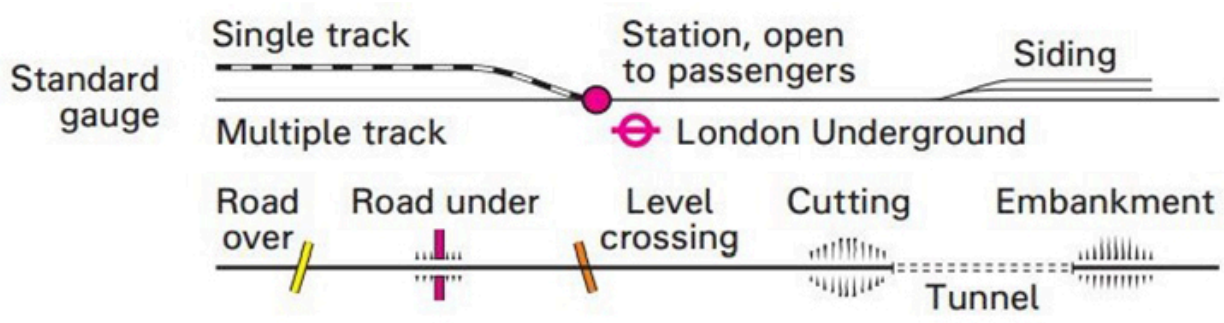 Single track
Station, open
to passengers
Siding
Standard
gauge
Multiple track
London Underground
Road
over
Road under
Level
crossing
Cutting
Embankment
Tunnel